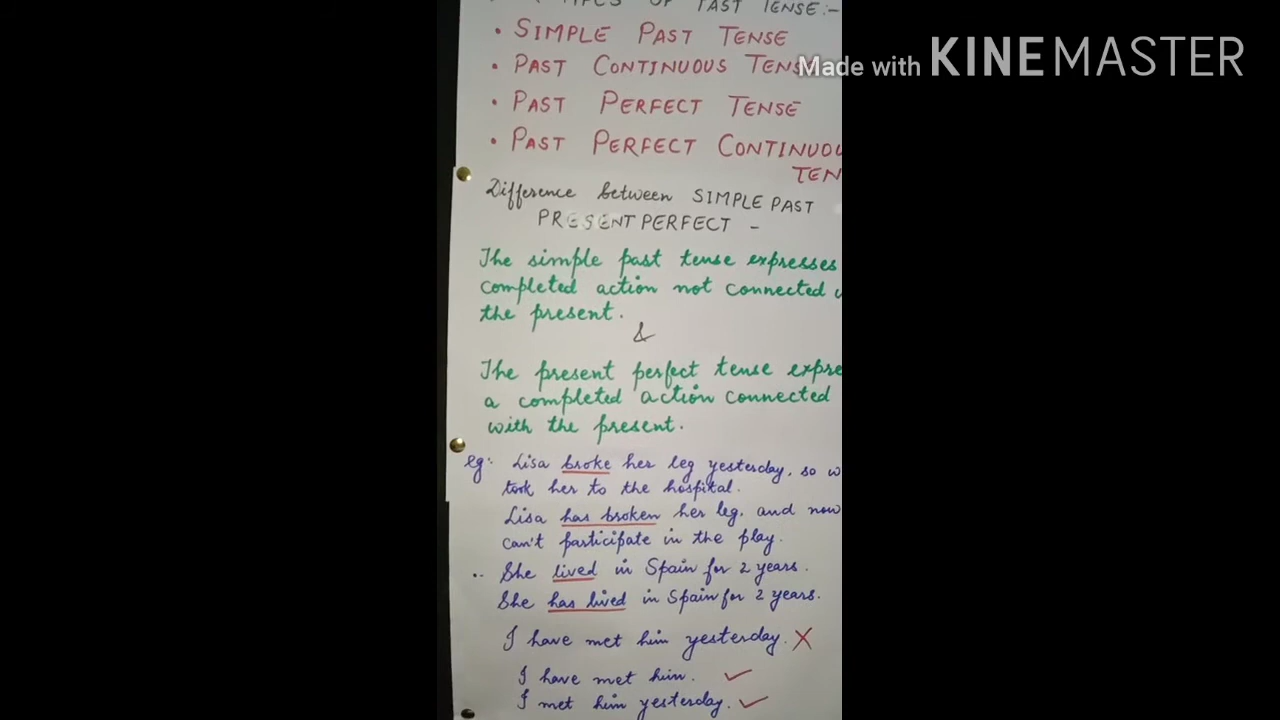 TYPES OF PAST TENSE:-
• SIMPLE PAST TENSE
• PAST CONTINUOUS TENS
Made with KINEMASTER
• PAST PERFECT TENSE
• PAST PERFECT CONTINUOU
TEN
Difference between SIMPLE PAST
PRESENT PERFECT -
The simple past tense expresses
completed action not connected
the present.
&
The present perfect tense expre
a completed action connected
with the present.
eg: Lisa broke her leg yesterday, so w
took her to the hospital.
Lisa has broken her leg, and now
can't participate in the play.
.. She lived in Spain for 2 years.
She has lived in Spain for 2 years.
I have met him yesterday. X
I have met him. ✓
I met him yesterday. ✓